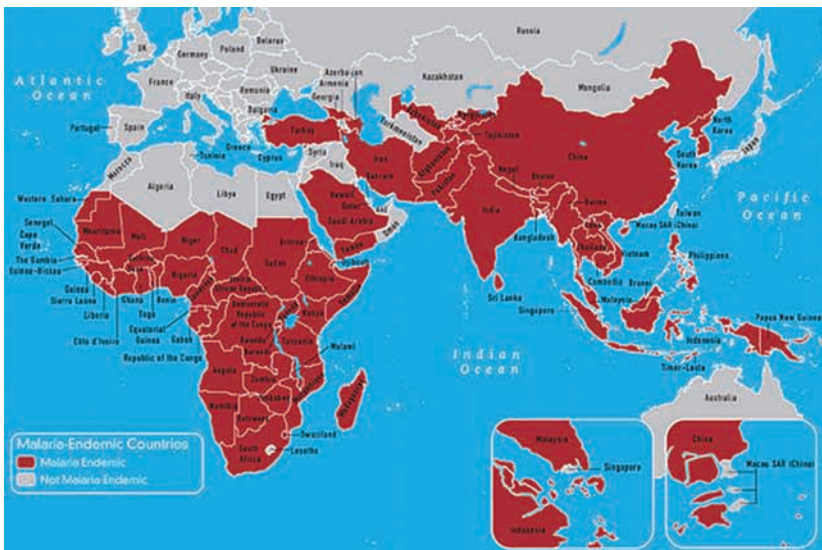 UK
Belarus
Poland
Germany
Russia
Atlantic
Ocean
France
Ukraine
Kazakhstan
Azerbaijan
Armenia
Georgia
Mongolia
Romania
Italy
Bulgaria
Portugal
Spain
Turkey
Uzbekistan
Turkmenistan
Tajikistan
North
Korea
Greece
Cyprus
Tunisia
Syria
Morocco
Iraq
Iran
Afghanistan
China
South
Korea
Japan
Algeria
Libya
Egypt
Kuwait
Bahrain
Qatar
Pakistan
Nepal
Bhutan
Western Sahara
Saudi Arabia
UAE
Oman
India
Burma
Taiwan
Pacific
Ocean
Macau SAR (China)
Mauritania
Mali
Niger
Chad
Sudan
Eritrea
Yemen
Djibouti
Bangladesh
Laos
Thailand
Vietnam
Philippines
Senegal
Cape
Verde
The Gambia
Guinea-Bissau
Burkina
Faso
Nigeria
Ethiopia
Somalia
Cambodia
Brunei
Guinea
Sierra Leone
Liberia
Ghana
Togo
Benin
Cameroon
Central
African Republic
Sri Lanka
Malaysia
Singapore
Papua New Guinea
Côte d'Ivoire
Equatorial
Guinea
Gabon
Republic of the Congo
Democratic
Republic
of the Congo
Uganda
Kenya
Rwanda
Burundi
Tanzania
Malawi
Indian
Ocean
Indonesia
Timor-Leste
Angola
Zambia
Zimbabwe
Mozambique
Madagascar
Namibia
Botswana
Swaziland
South
Africa
Lesotho
Australia
Malaria-Endemic Countries
Malaria Endemic
Not Malaria Endemic
Malaysia
Singapore
Indonesia
China
Macau SAR (China)